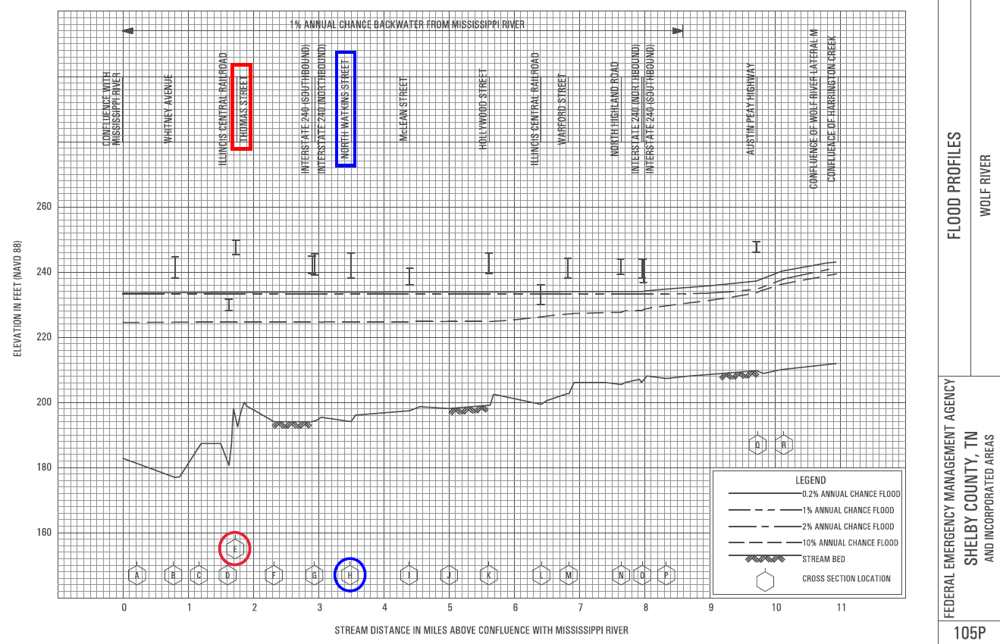 1% ANNUAL CHANCE BACKWATER FROM MISSISSIPPI RIVER
CONFLUENCE WITH
MISSISSIPPI RIVER
WHITNEY AVENUE
ILLINCIS CENTRAL RAILROAD
THOMAS STREET
INTERSTATE 240 (SOUTHBOUND)
INTERSTATE 240 (NORTHBOUND)
NORTH WATKINS STREET
McLEAN STREET
HOLLYWOOD STREET
ILLINCIS CENTRAL RAILROAD
WARFORD STREET
NORTH HIGHLAND ROAD
INTERSTATE 240 (NORTHBOUND)
INTERSTATE 240 (SOUTHBOUND)
AUSTIN PEAY HIGHWAY
CONFLUENCE OF WOLF RIVER LATERAL M
CONFLUENCE OF HARRINGTON CREEK
260
240
220
200
180
160
ELEVATION IN FEET (NAVD 88)
Q
R
E
A
B
C
D
F
G
H
I
J
K
L
M
N
O
P
LEGEND
0.2% ANNUAL CHANCE FLOOD
1% ANNUAL CHANCE FLOOD
2% ANNUAL CHANCE FLOOD
10% ANNUAL CHANCE FLOOD
STREAM BED
CROSS SECTION LOCATION
0
1
2
3
4
5
6
7
8
9
10
11
STREAM DISTANCE IN MILES ABOVE CONFLUENCE WITH MISSISSIPPI RIVER
FLOOD PROFILES
WOLF RIVER
FEDERAL EMERGENCY MANAGEMENT AGENCY
SHELBY COUNTY, TN
AND INCORPORATED AREAS
105P